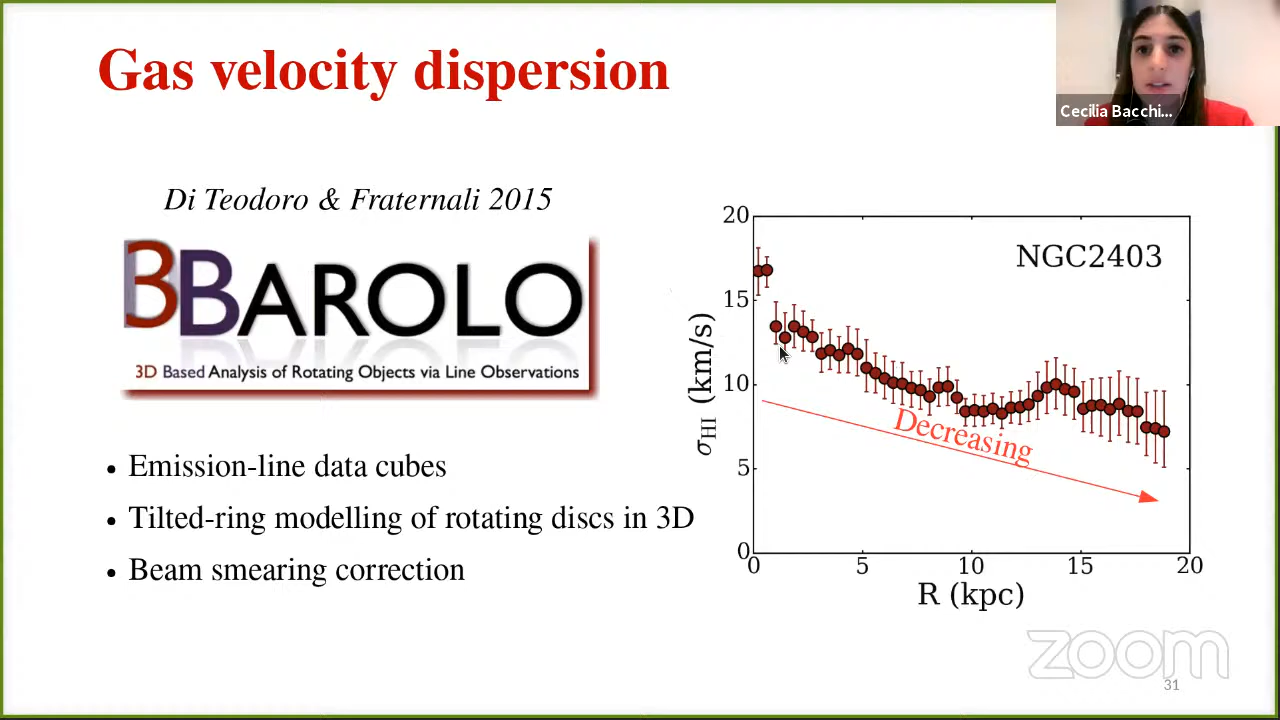 Gas velocity dispersion
Cecilia Bacchi...
Di Teodoro & Fraternali 2015
3BAROLO
3D Based Analysis of Rotating Objects via Line Observations
• Emission-line data cubes
• Tilted-ring modelling of rotating discs in 3D
• Beam smearing correction
NGC2403
20
15
10
5
0
σHI (km/s)
Decreasing
0 5 10 15 20
R (kpc)
zoom
31